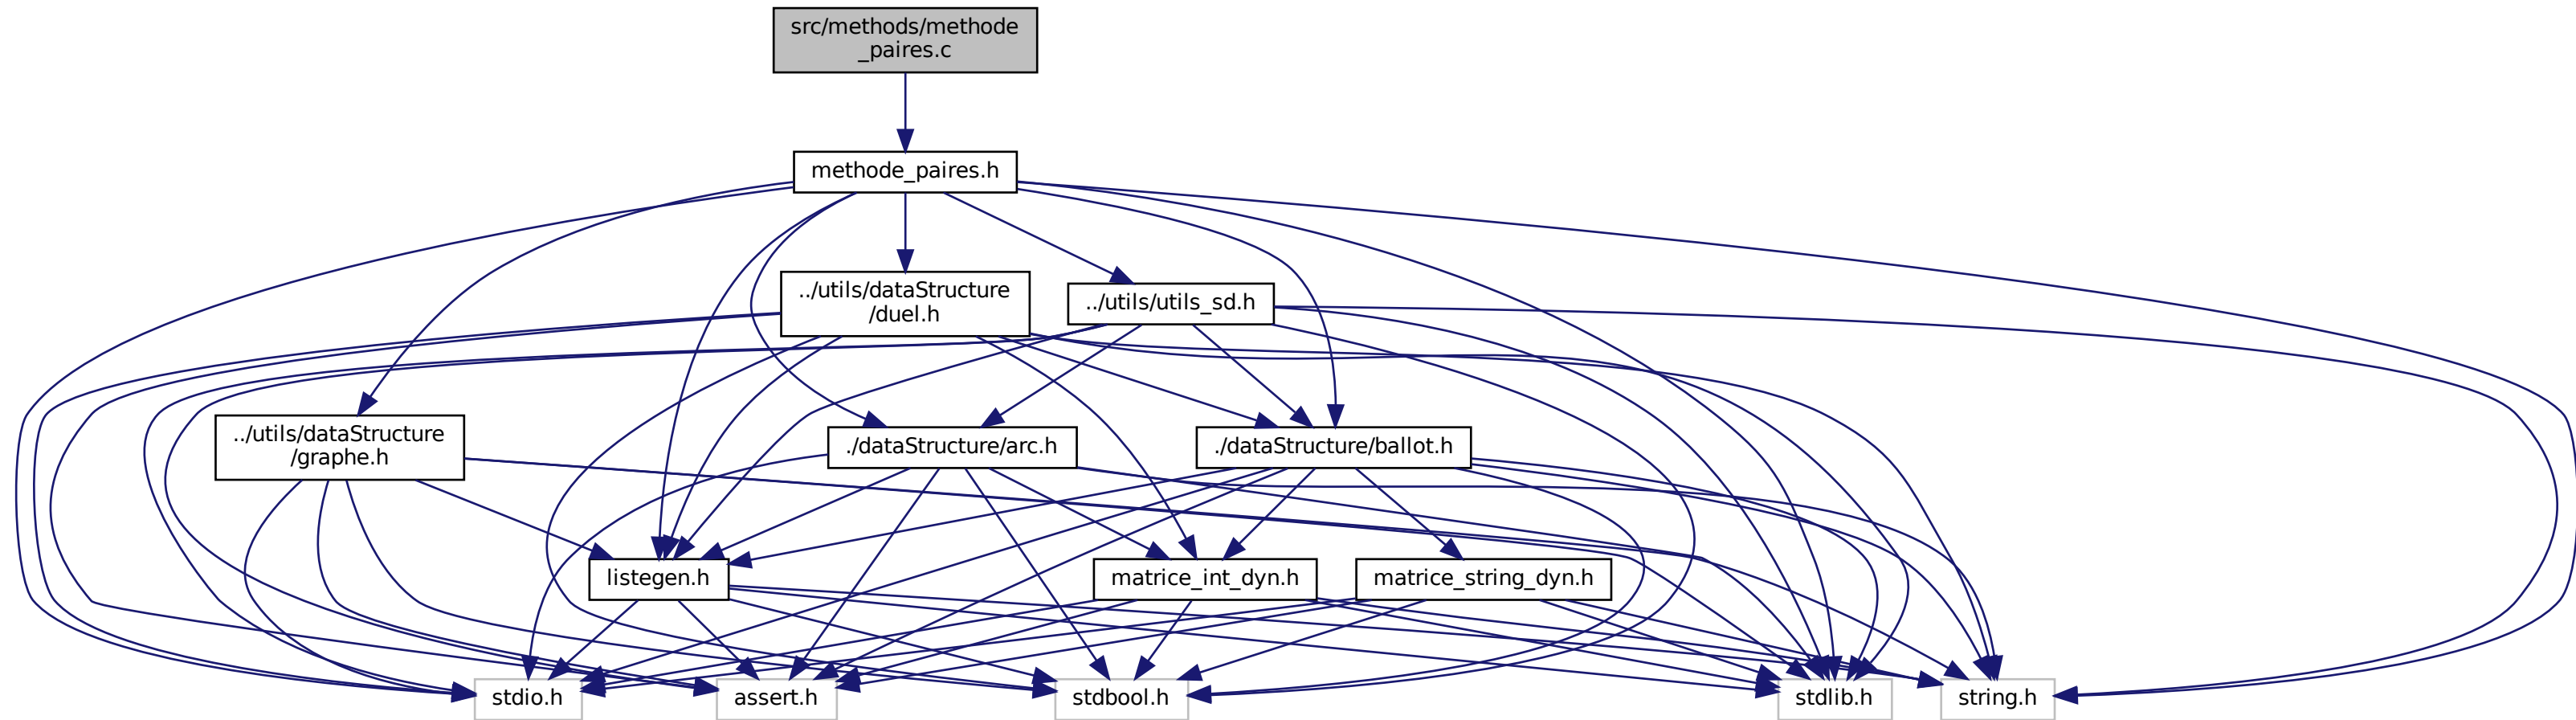 src/methods/methode
_paires.c
methode_paires.h
../utils/dataStructure
/duel.h
../utils/utils_sd.h
../utils/dataStructure
/graphe.h
./dataStructure/arc.h
./dataStructure/ballot.h
listegen.h
matrice_int_dyn.h
matrice_string_dyn.h
stdio.h
assert.h
stdbool.h
stdlib.h
string.h